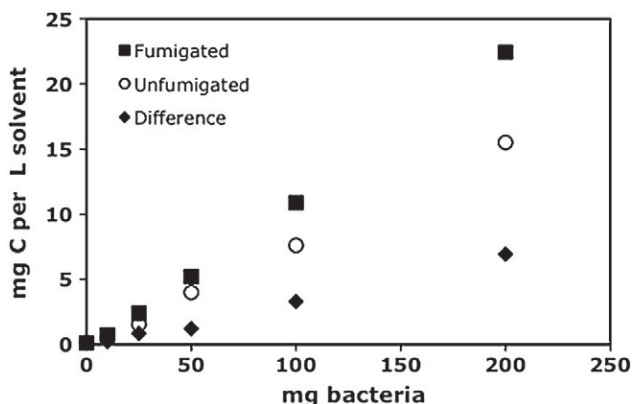 25
20
15
10
5
0
mg C per L solvent
Fumigated
Unfumigated
Difference
0 50 100 150 200 250
mg bacteria